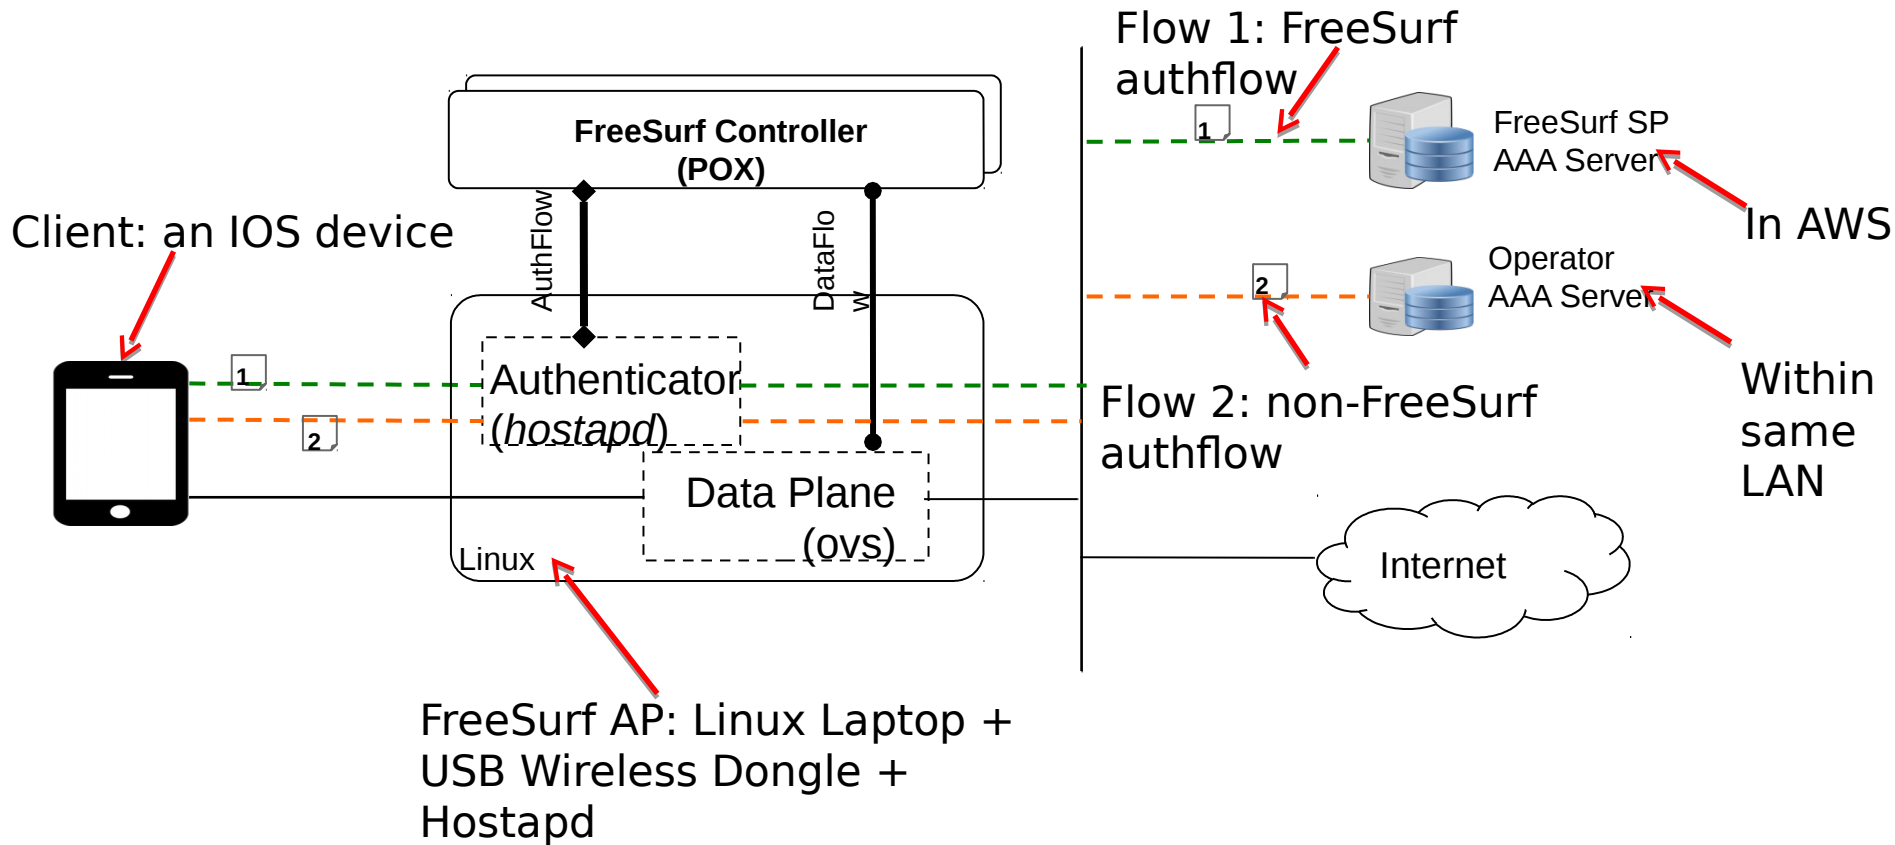 Flow 1: FreeSurf
authflow
1
FreeSurf Controller
(POX)
FreeSurf SP
AAA Server
In AWS
AuthFlow
DataFlo
w
Client: an IOS device
Operator
AAA Server
2
1
2
Authenticator
(hostapd)
Flow 2: non-FreeSurf
authflow
Within
same
LAN
Data Plane
(ovs)
Linux
Internet
FreeSurf AP: Linux Laptop +
USB Wireless Dongle +
Hostapd